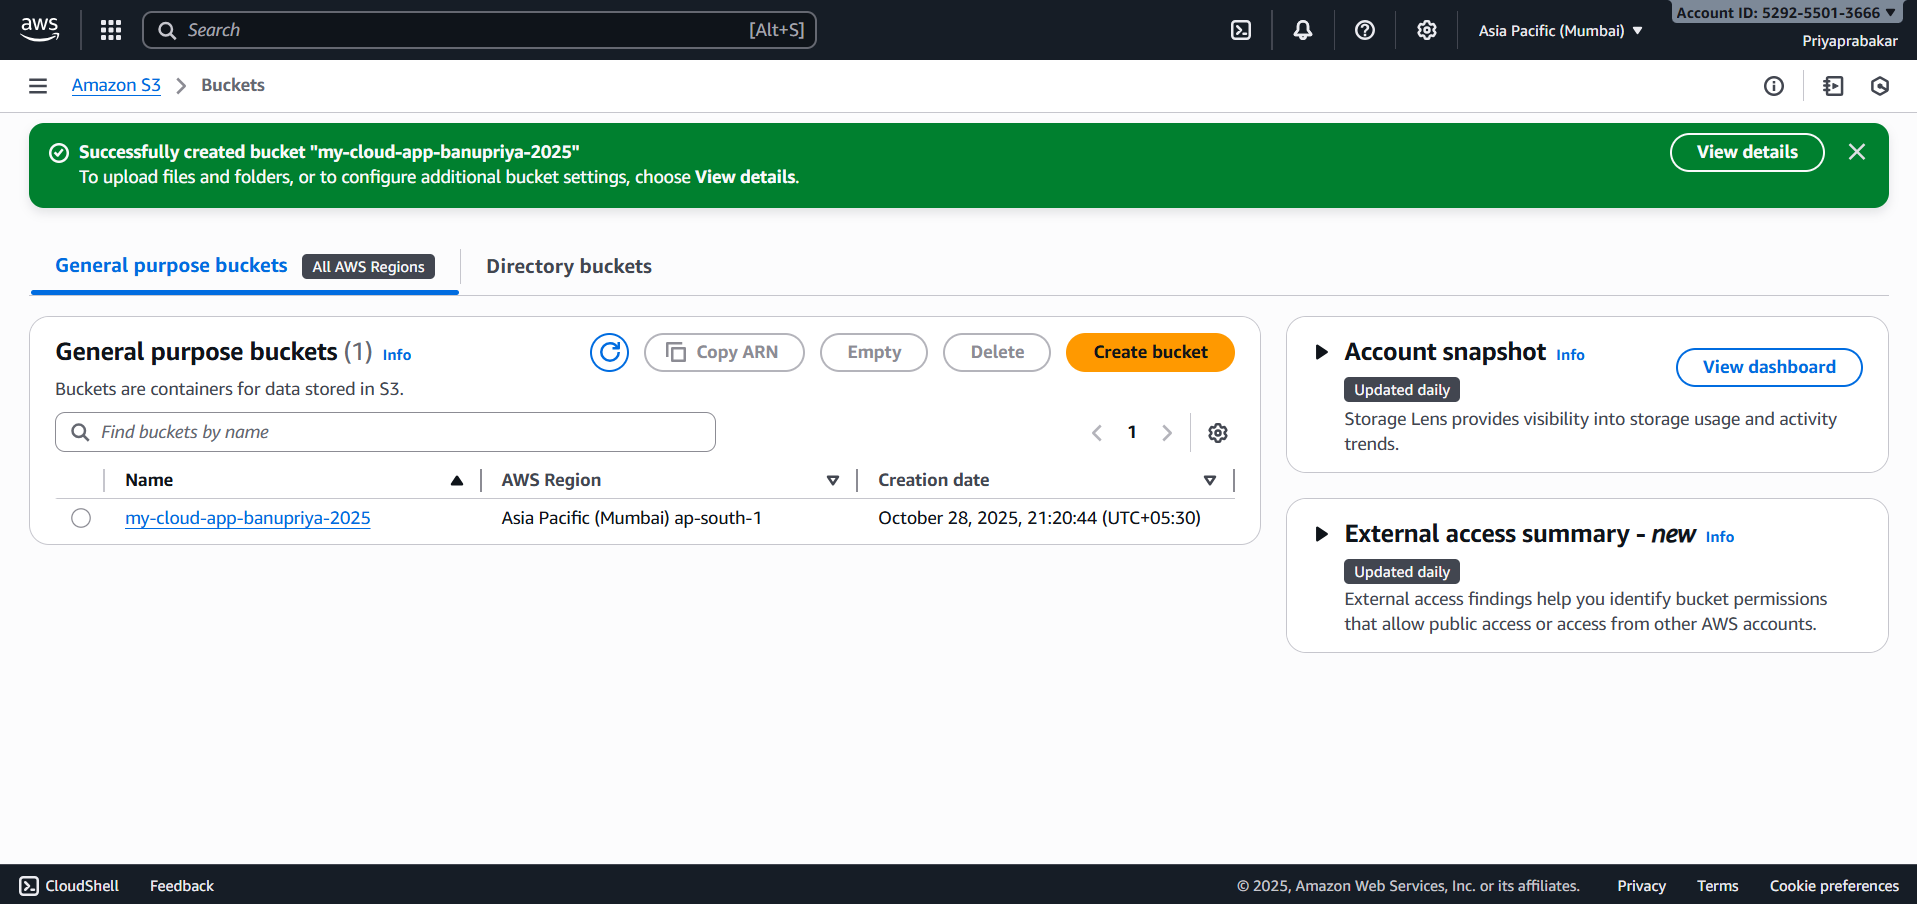 aws
Search [Alt+S]
Asia Pacific (Mumbai)
Account ID: 5292-5501-3666
Priyaprabakar
Amazon S3 Buckets
Successfully created bucket "my-cloud-app-banupriya-2025"
To upload files and folders, or to configure additional bucket settings, choose View details.
View details
General purpose buckets All AWS Regions
Directory buckets
General purpose buckets (1) Info
Copy ARN
Empty
Delete
Create bucket
Buckets are containers for data stored in S3.
Find buckets by name
1
Name AWS Region Creation date
my-cloud-app-banupriya-2025 Asia Pacific (Mumbai) ap-south-1 October 28, 2025, 21:20:44 (UTC+05:30)
Account snapshot Info
View dashboard
Updated daily
Storage Lens provides visibility into storage usage and activity
trends.
External access summary - new Info
Updated daily
External access findings help you identify bucket permissions
that allow public access or access from other AWS accounts.
CloudShell Feedback
© 2025, Amazon Web Services, Inc. or its affiliates. Privacy Terms Cookie preferences